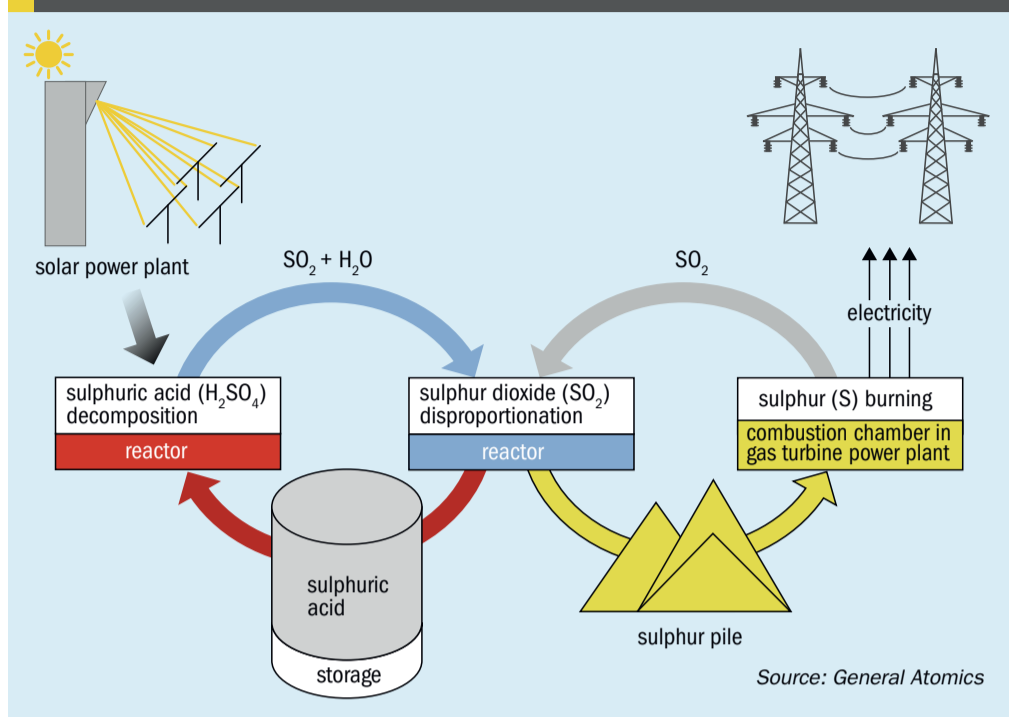 solar power plant
SO₂ + H₂O
SO₂
electricity
sulphuric acid (H₂SO₄)
decomposition
reactor
sulphur dioxide (SO₂)
disproportionation
reactor
sulphur (S) burning
combustion chamber in
gas turbine power plant
sulphuric
acid
storage
sulphur pile
Source: General Atomics